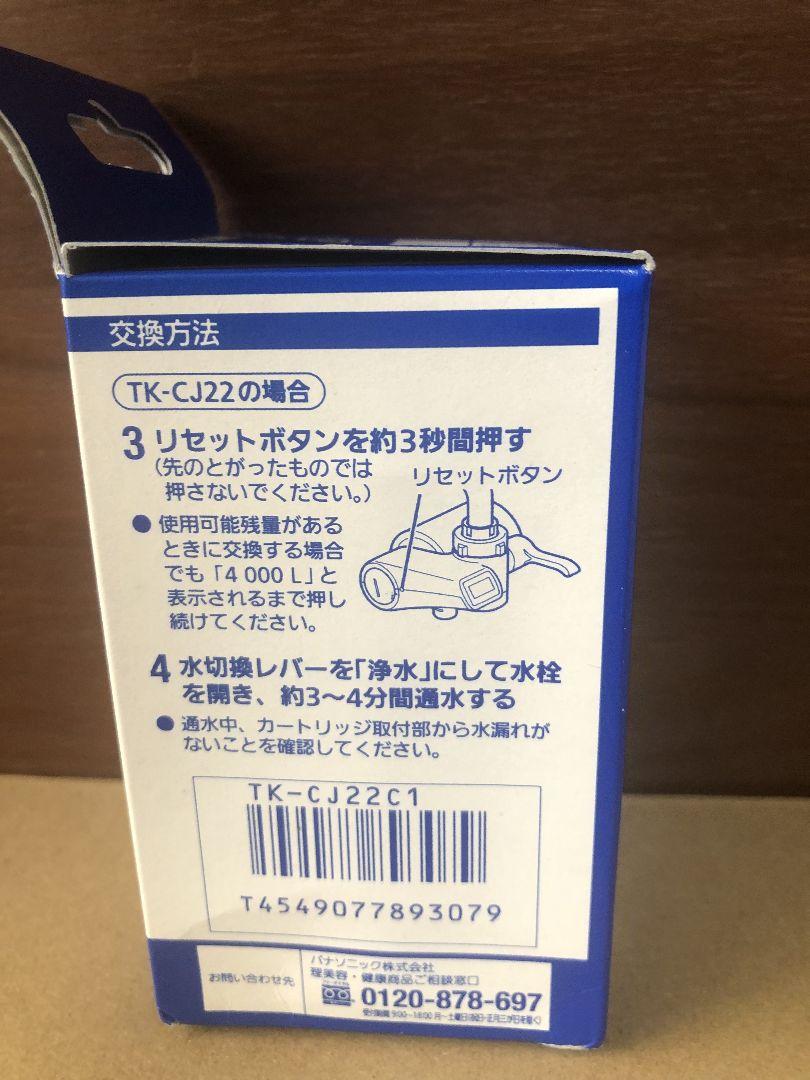 交換方法
TK-CJ22の場合
3 リセットボタンを約3秒間押す
(先のとがったものでは
押さないでください。)
リセットボタン
● 使用可能残量がある
ときに交換する場合
でも「4 000 L」と
表示されるまで押し
続けてください。
4 水切換レバーを「浄水」にして水栓
を開き、約3～4分間通水する
● 通水中、カートリッジ取付部から水漏れが
ないことを確認してください。
TK-CJ22C1
T4549077893079
お問い合わせ先
パナソニック株式会社
理美容・健康商品ご相談窓口
0120-878-697